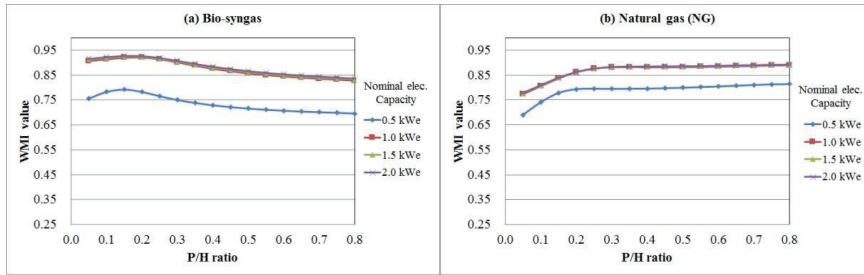 (a) Bio-syngas
WMI value
0.95
0.85
0.75
0.65
0.55
0.45
0.35
0.25
0.0 0.1 0.2 0.3 0.4 0.5 0.6 0.7 0.8
P/H ratio
Nominal elec.
Capacity
0.5 kWe
1.0 kWe
1.5 kWe
2.0 kWe
(b) Natural gas (NG)
WMI value
0.95
0.85
0.75
0.65
0.55
0.45
0.35
0.25
0.0 0.1 0.2 0.3 0.4 0.5 0.6 0.7 0.8
P/H ratio
Nominal elec.
Capacity
0.5 kWe
1.0 kWe
1.5 kWe
2.0 kWe